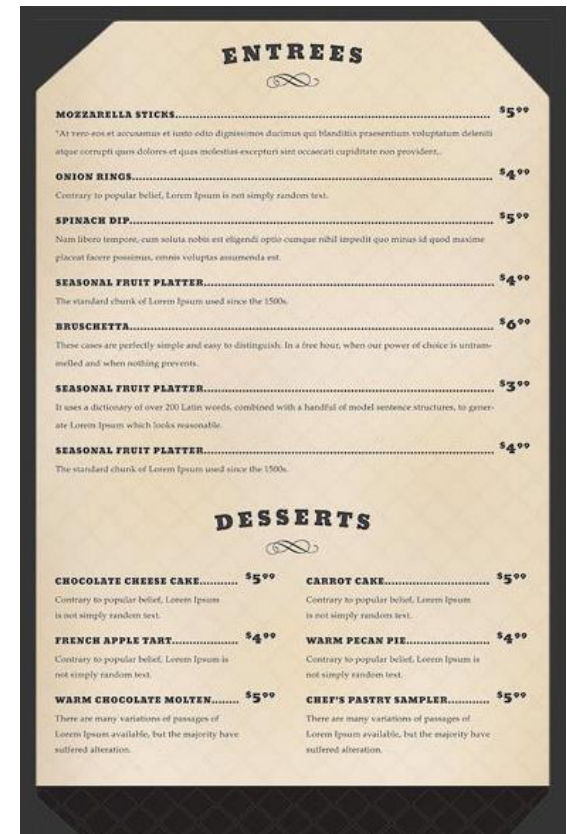 ENTREES
MOZZARELLA STICKS $5.99
"At vero eos et accusamus et iusto odio dignissimos ducimus qui blanditiis praesentium voluptatum deleniti
atque corrupti quos dolores et quas molestias excepturi sint occaecati cupiditate non provident,.
ONION RINGS $4.99
Contrary to popular belief, Lorem Ipsum is not simply random text.
SPINACH DIP $5.99
Nam libero tempore, cum soluta nobis est eligendi optio cumque nihil impedit quo minus id quod maxime
placeat facere possimus, omnis voluptas assumenda est.
SEASONAL FRUIT PLATTER $4.99
The standard chunk of Lorem Ipsum used since the 1500s.
BRUSCHETTA $6.99
These cases are perfectly simple and easy to distinguish. In a free hour, when our power of choice is untram-
melled and when nothing prevents.
SEASONAL FRUIT PLATTER $3.99
It uses a dictionary of over 200 Latin words, combined with a handful of model sentence structures, to gener-
ate Lorem Ipsum which looks reasonable.
SEASONAL FRUIT PLATTER $4.99
The standard chunk of Lorem Ipsum used since the 1500s.
DESSERTS
CHOCOLATE CHEESE CAKE $5.99
Contrary to popular belief, Lorem Ipsum
is not simply random text.
FRENCH APPLE TART $4.99
Contrary to popular belief, Lorem Ipsum is
not simply random text.
WARM CHOCOLATE MOLTEN $5.99
There are many variations of passages of
Lorem Ipsum available, but the majority have
suffered alteration.
CARROT CAKE $5.99
Contrary to popular belief, Lorem Ipsum
is not simply random text.
WARM PECAN PIE $4.99
Contrary to popular belief, Lorem Ipsum is
not simply random text.
CHEF'S PASTRY SAMPLER $5.99
There are many variations of passages of
Lorem Ipsum available, but the majority have
suffered alteration.